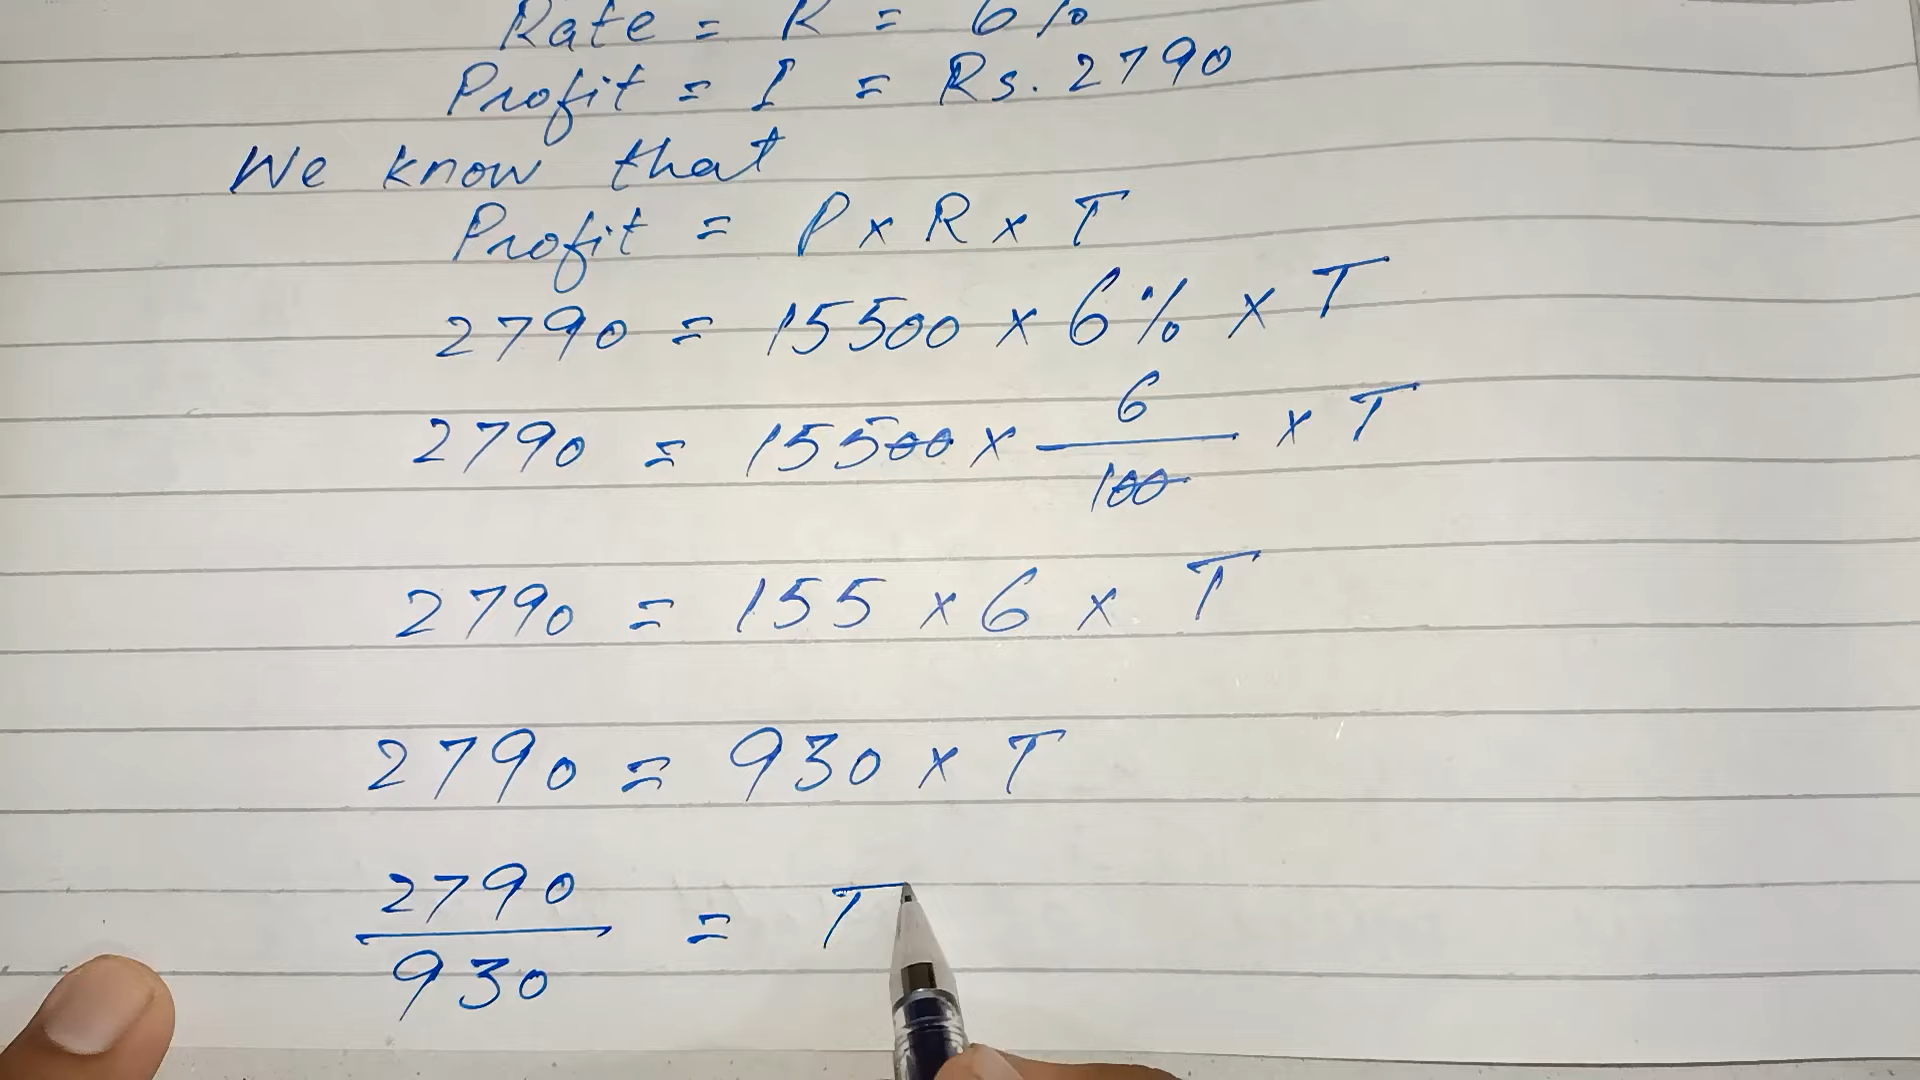 Rate = R = 6%
Profit = I = Rs. 2790
We know that
Profit = P x R x T
2790 = 15500 x 6% x T
2790 = 15500 x 6/100 x T
2790 = 155 x 6 x T
2790 = 930 x T
2790/930 = T